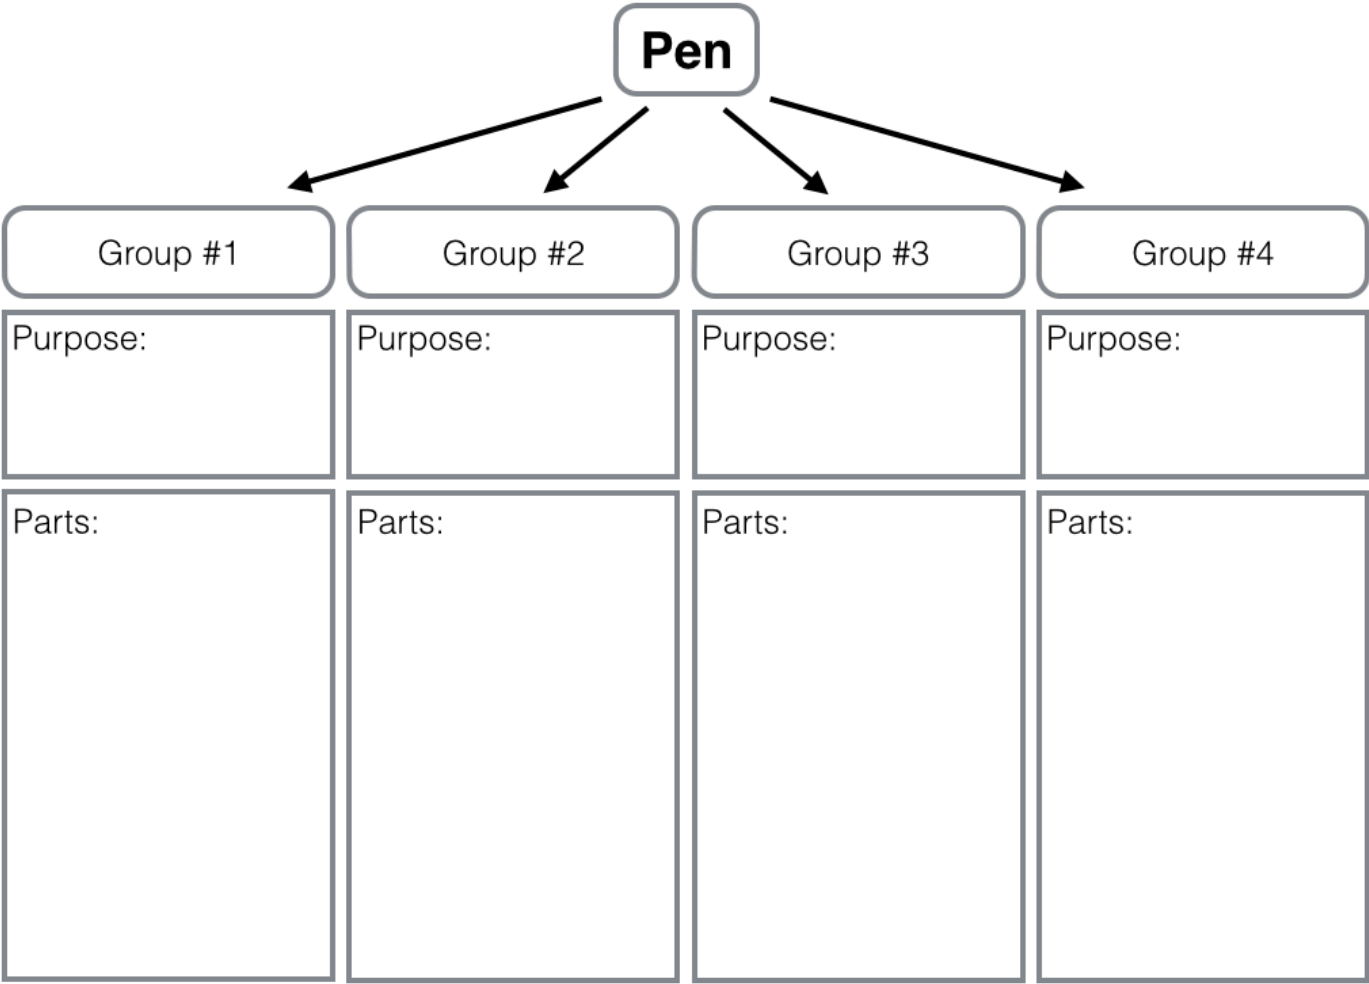 Pen
Group #1
Group #2
Group #3
Group #4
Purpose:
Purpose:
Purpose:
Purpose:
Parts:
Parts:
Parts:
Parts: